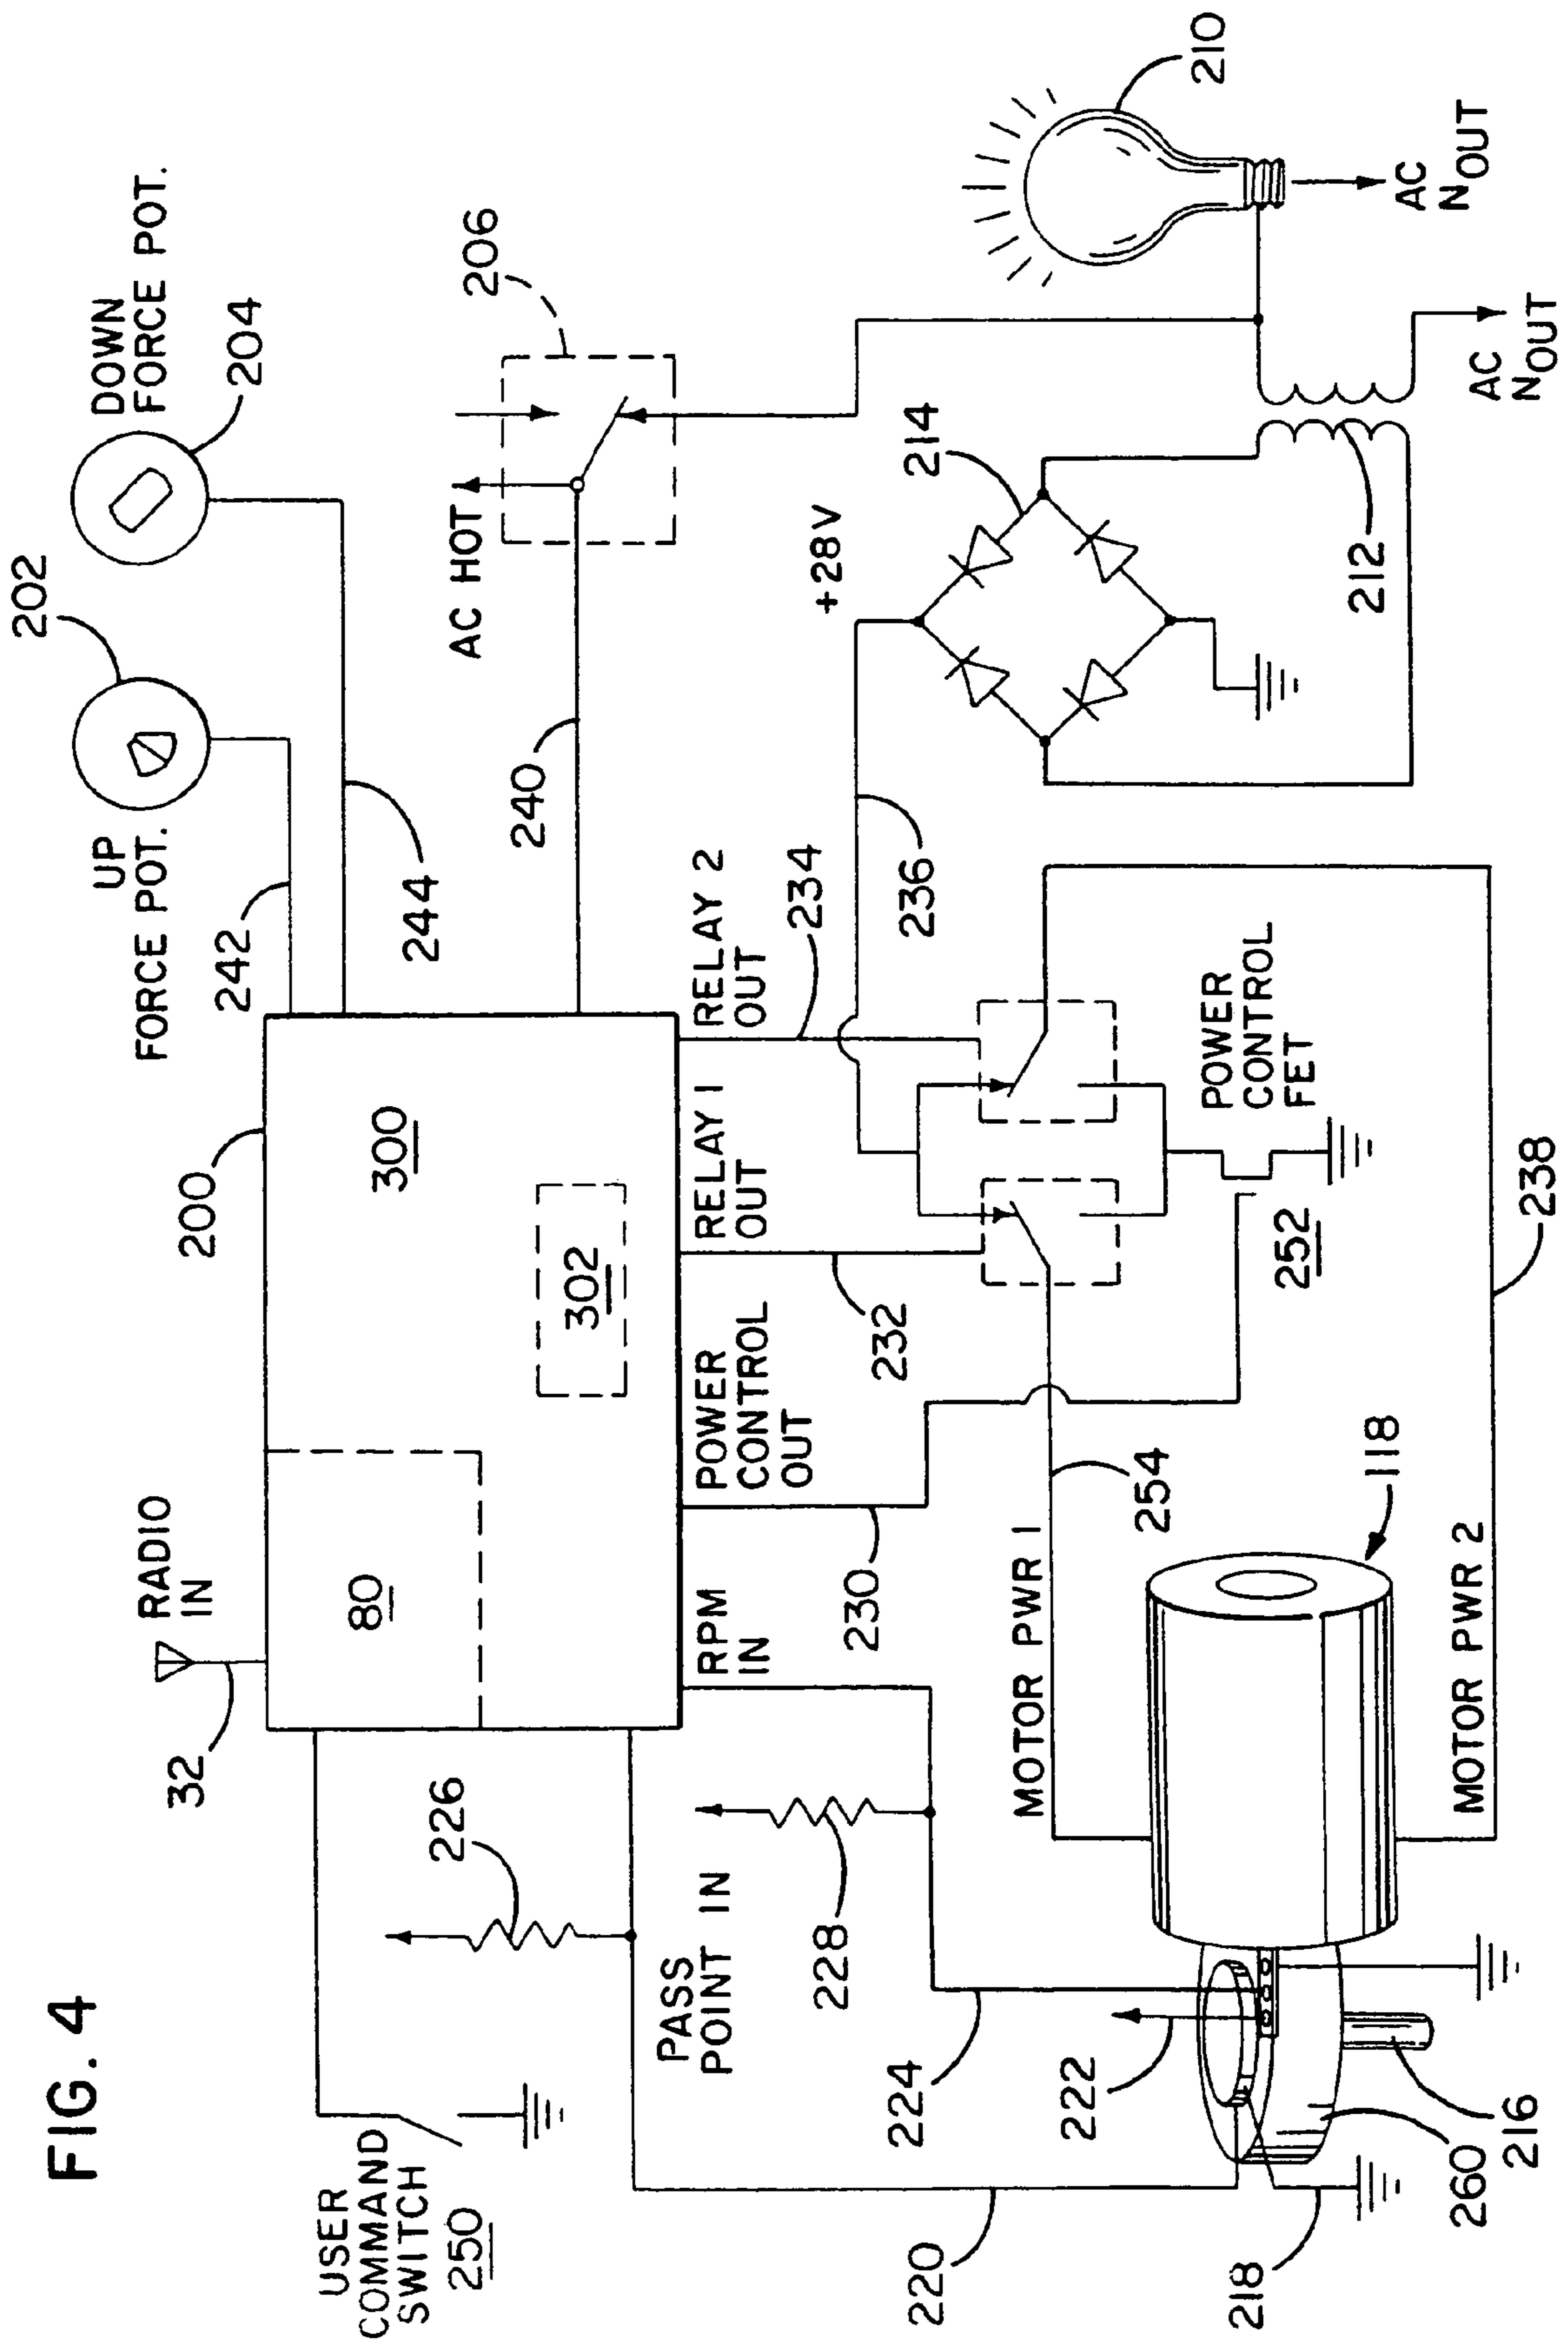 FIG. 4
RADIO
IN
32
200
80
300
302
UP
FORCE POT.
202
DOWN
FORCE POT.
204
242
244
AC HOT
206
240
210
AC
NOUT
AC
NOUT
212
214
+28V
236
USER
COMMAND
SWITCH
250
226
PASS
POINT IN
228
RPM
IN
POWER
CONTROL
OUT
RELAY 1
OUT
RELAY 2
OUT
230
232
234
POWER
CONTROL
FET
252
254
238
MOTOR PWR 1
MOTOR PWR 2
118
220
218
222
224
260
216